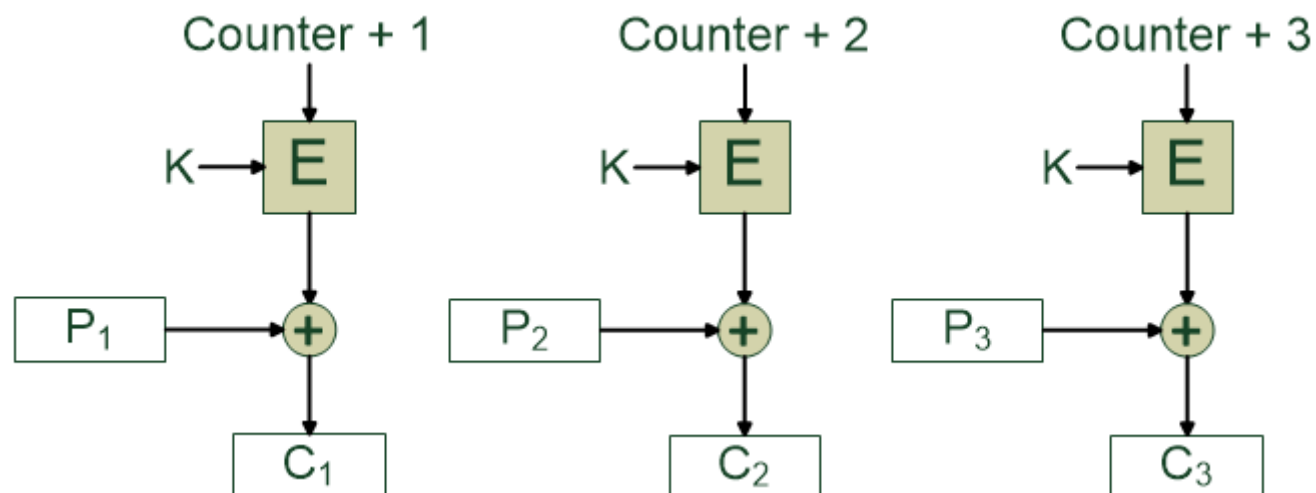 Counter + 1 Counter + 2 Counter + 3
K E K E K E
P₁ + P₂ + P₃ +
C₁ C₂ C₃